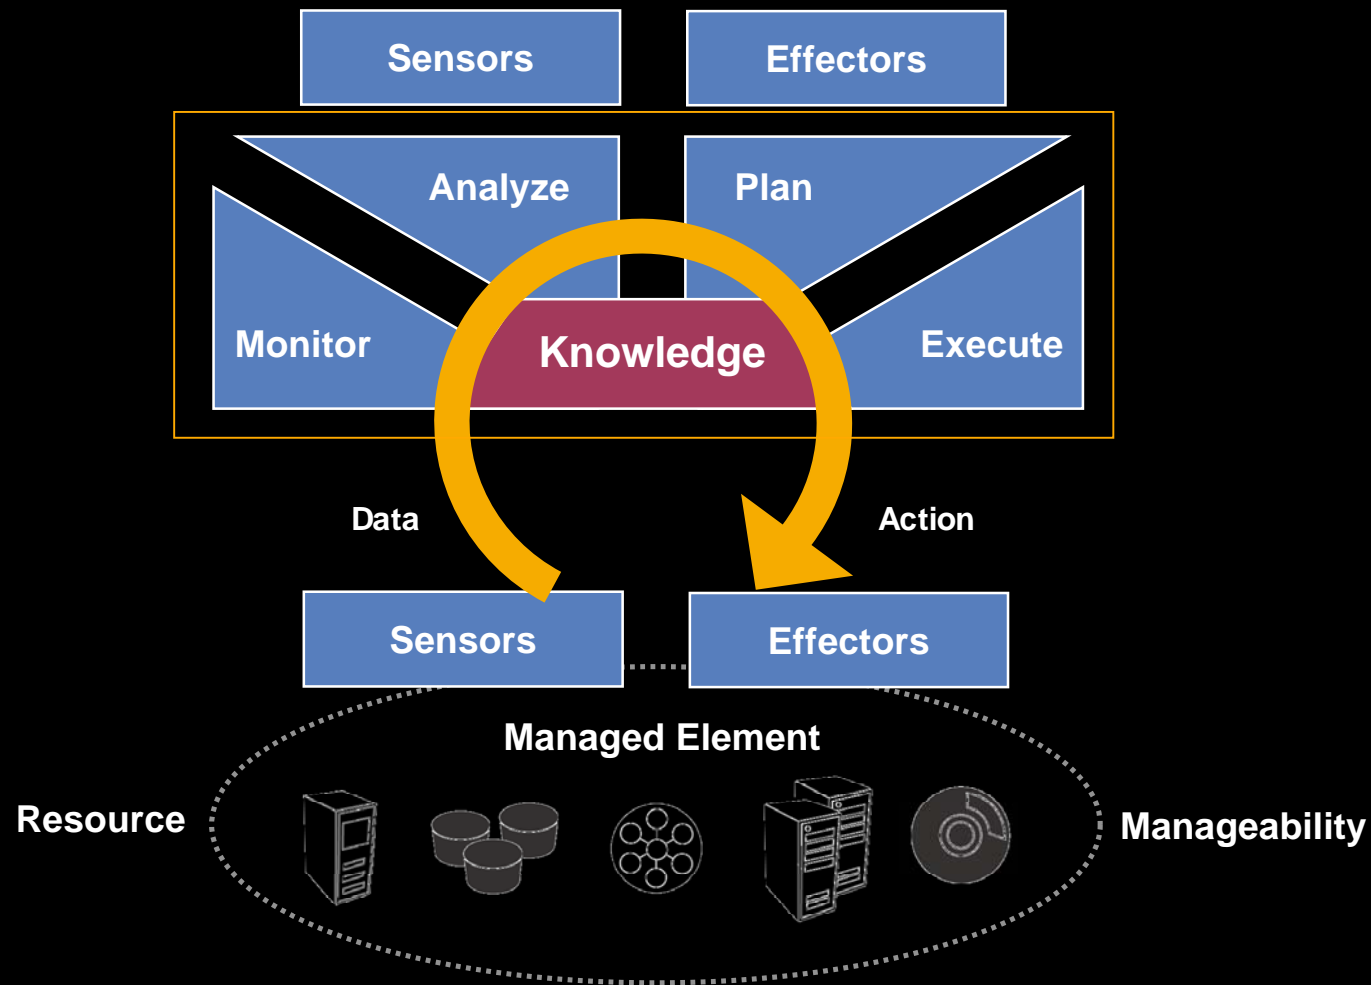 Sensors
Effectors
Analyze
Plan
Monitor
Knowledge
Execute
Data
Action
Sensors
Effectors
Managed Element
Resource
Manageability